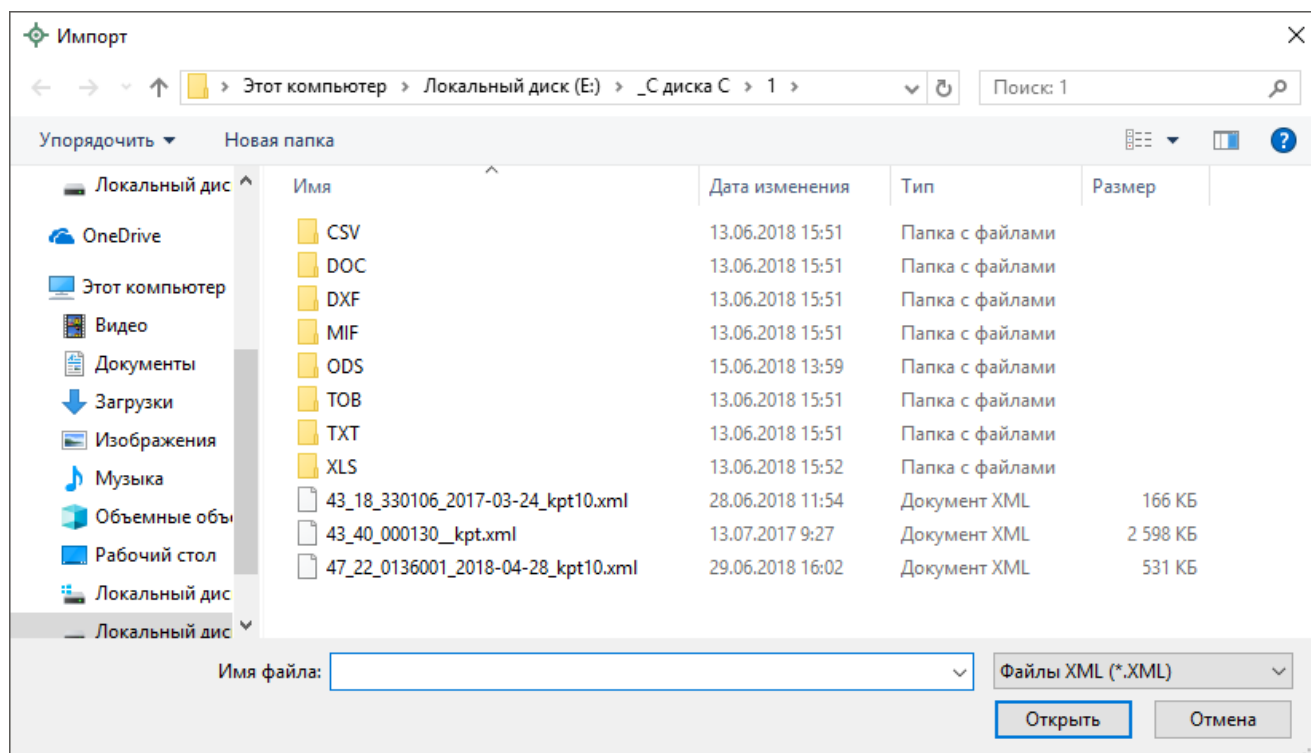 Импорт
Этот компьютер > Локальный диск (E:) > _С диска С > 1 >
Поиск: 1
Упорядочить
Новая папка
Локальный дис
OneDrive
Этот компьютер
Видео
Документы
Загрузки
Изображения
Музыка
Объемные объ
Рабочий стол
Локальный дис
Локальный дис
Имя Дата изменения Тип Размер
CSV 13.06.2018 15:51 Папка с файлами
DOC 13.06.2018 15:51 Папка с файлами
DXF 13.06.2018 15:51 Папка с файлами
MIF 13.06.2018 15:51 Папка с файлами
ODS 15.06.2018 13:59 Папка с файлами
TOB 13.06.2018 15:51 Папка с файлами
TXT 13.06.2018 15:51 Папка с файлами
XLS 13.06.2018 15:52 Папка с файлами
43_18_330106_2017-03-24_kpt10.xml 28.06.2018 11:54 Документ XML 166 КБ
43_40_000130__kpt.xml 13.07.2017 9:27 Документ XML 2 598 КБ
47_22_0136001_2018-04-28_kpt10.xml 29.06.2018 16:02 Документ XML 531 КБ
Имя файла:
Файлы XML (*.XML)
Открыть
Отмена